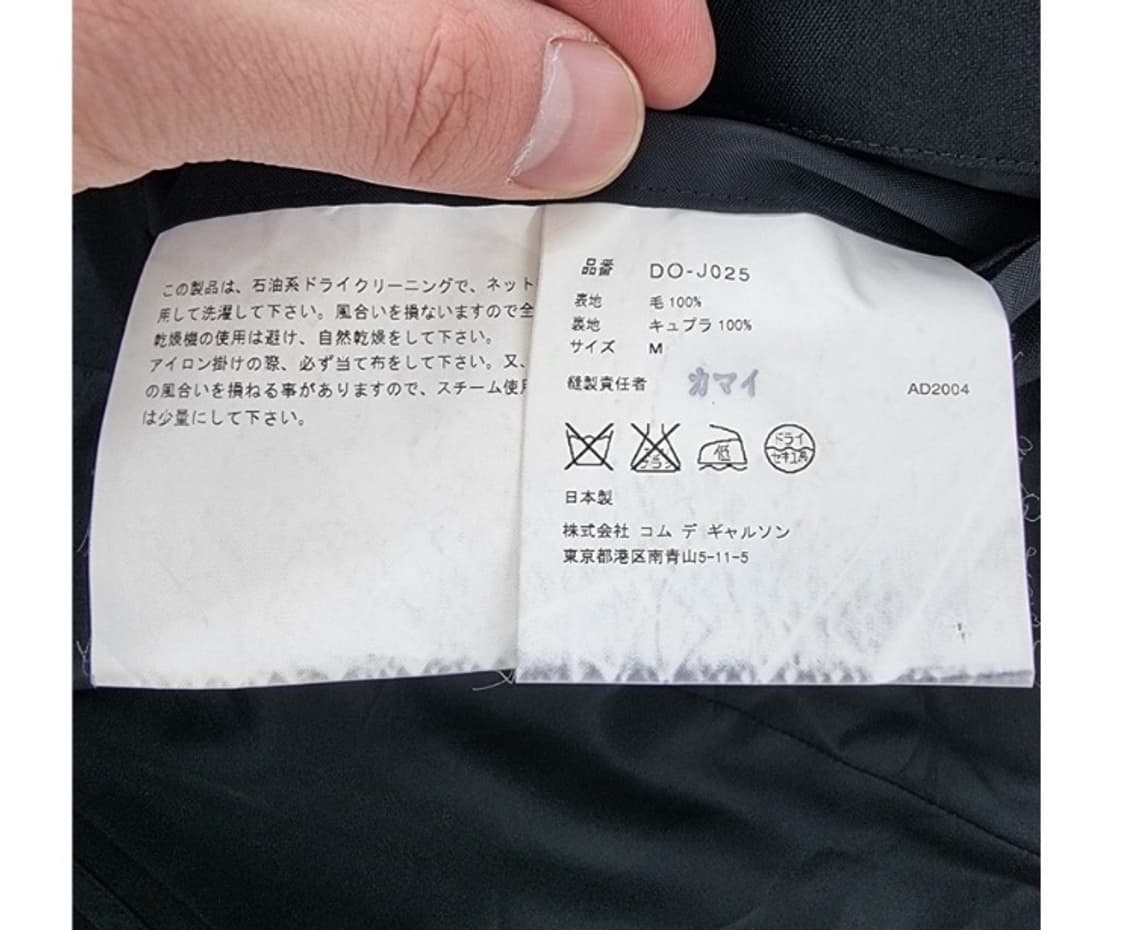 この製品は、石油系ドライクリーニングで、ネット
用して洗濯して下さい。風合いを損ないますので全
乾燥機の使用は避け、自然乾燥をして下さい。
アイロン掛けの際、必ず当て布をして下さい。又、
の風合いを損ねる事がありますので、スチーム使用
は少量にして下さい。
品番 DO-J025
表地 毛 100%
裏地 キュプラ 100%
サイズ M
縫製責任者 カマイ
AD2004
低 ドライ
セキユ系
日本製
株式会社 コム デ ギャルソン
東京都港区南青山5-11-5